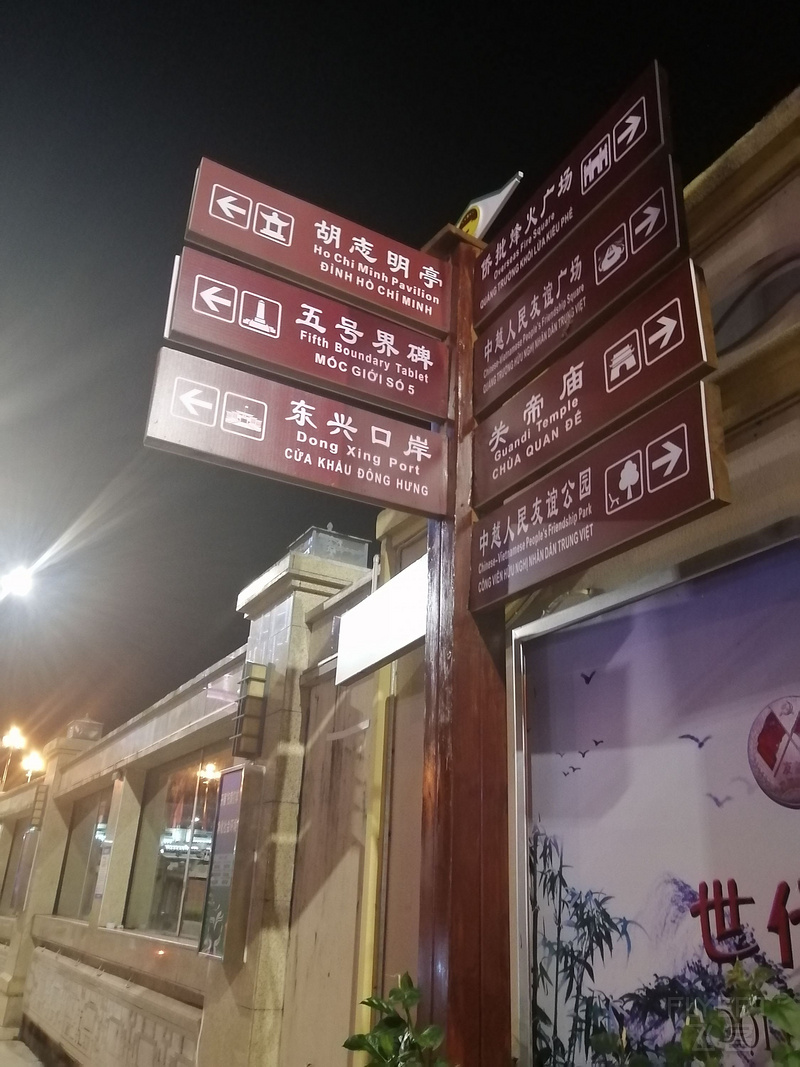 胡志明亭
Ho Chi Minh Pavilion
ĐÌNH HỒ CHÍ MINH
五号界碑
Fifth Boundary Tablet
MỐC GIỚI SỐ 5
东兴口岸
Dong Xing Port
CỬA KHẨU ĐÔNG HƯNG
侨批烽火广场
Overseas Fire Square
QUẢNG TRƯỜNG KHÓI LỬA KIỀU PHÊ
中越人民友谊广场
Chinese-Vietnamese People's Friendship Square
QUẢNG TRƯỜNG HỮU NGHỊ NHÂN DÂN TRUNG VIỆT
关帝庙
Guandi Temple
CHÙA QUAN ĐẾ
中越人民友谊公园
Chinese-Vietnamese People's Friendship Park
CÔNG VIÊN HỮU NGHỊ NHÂN DÂN TRUNG VIỆT
世代